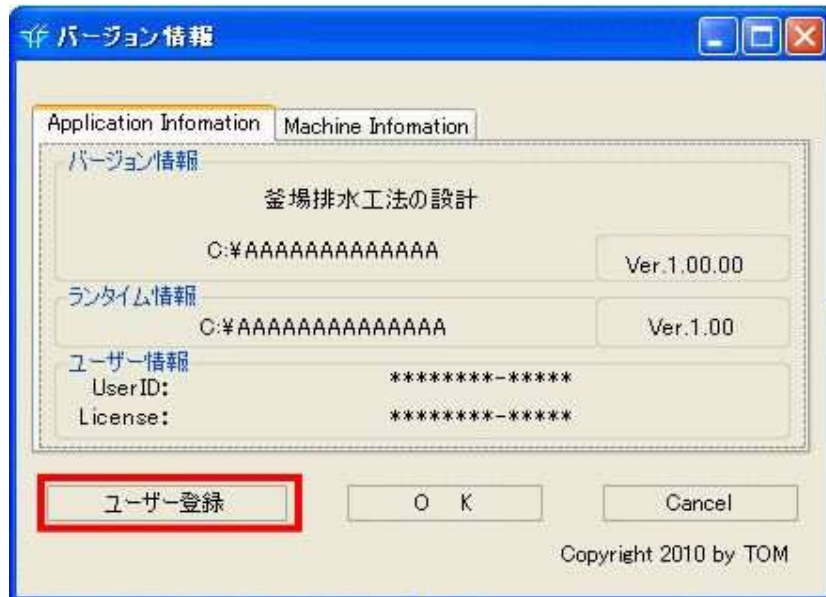 バージョン情報
Application Infomation Machine Infomation
バージョン情報
釜場排水工法の設計
C:¥AAAAAAAAAAAAA
Ver.1.00.00
ランタイム情報
C:¥AAAAAAAAAAAAAA
Ver.1.00
ユーザー情報
UserID: ********-*****
License: ********-*****
ユーザー登録 O K Cancel
Copyright 2010 by TOM